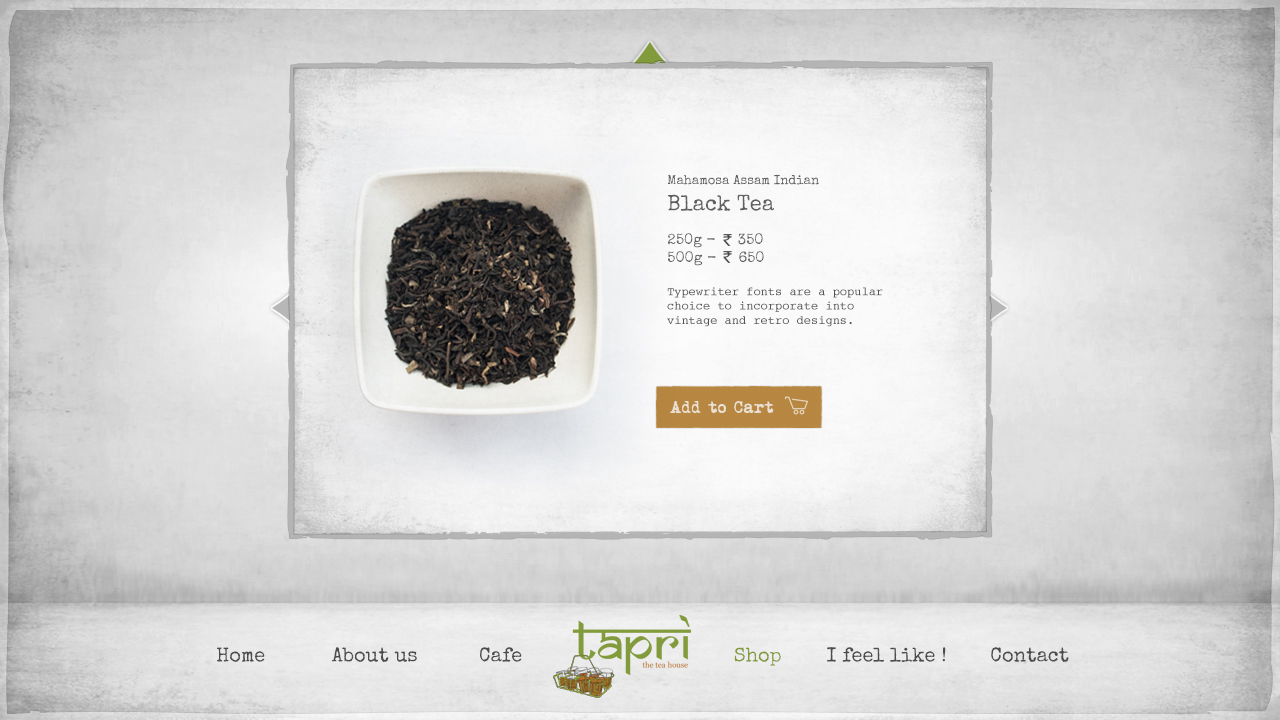 Mahamosa Assam Indian
Black Tea
250g - ₹ 350
500g - ₹ 650
Typewriter fonts are a popular
choice to incorporate into
vintage and retro designs.
Add to Cart
Home
About us
Cafe
tapri
the tea house
Shop
I feel like !
Contact